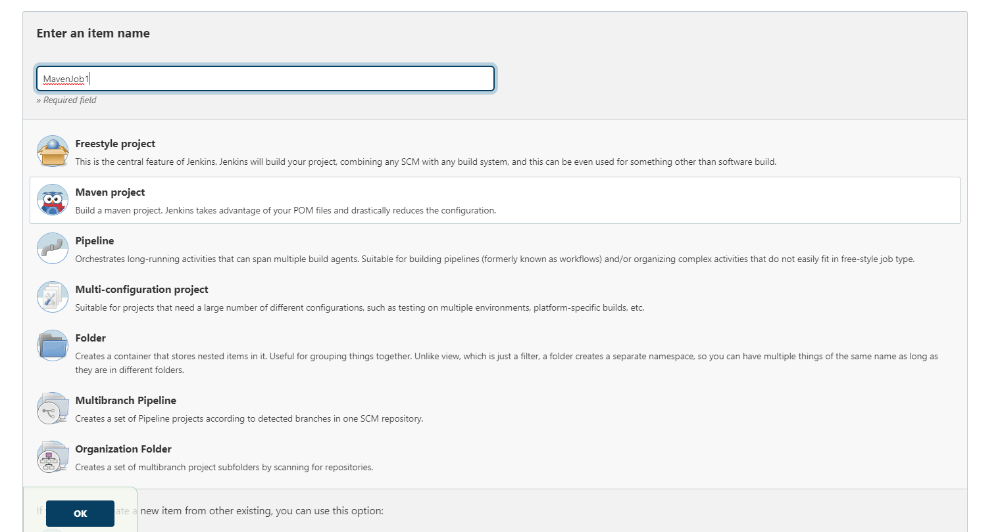 Enter an item name
MavenJob1
» Required field
Freestyle project
This is the central feature of Jenkins. Jenkins will build your project, combining any SCM with any build system, and this can be even used for something other than software build.
Maven project
Build a maven project. Jenkins takes advantage of your POM files and drastically reduces the configuration.
Pipeline
Orchestrates long-running activities that can span multiple build agents. Suitable for building pipelines (formerly known as workflows) and/or organizing complex activities that do not easily fit in free-style job type.
Multi-configuration project
Suitable for projects that need a large number of different configurations, such as testing on multiple environments, platform-specific builds, etc.
Folder
Creates a container that stores nested items in it. Useful for grouping things together. Unlike view, which is just a filter, a folder creates a separate namespace, so you can have multiple things of the same name as long as
they are in different folders.
Multibranch Pipeline
Creates a set of Pipeline projects according to detected branches in one SCM repository.
Organization Folder
Creates a set of multibranch project subfolders by scanning for repositories.
If a new item from other existing, you can use this option:
OK